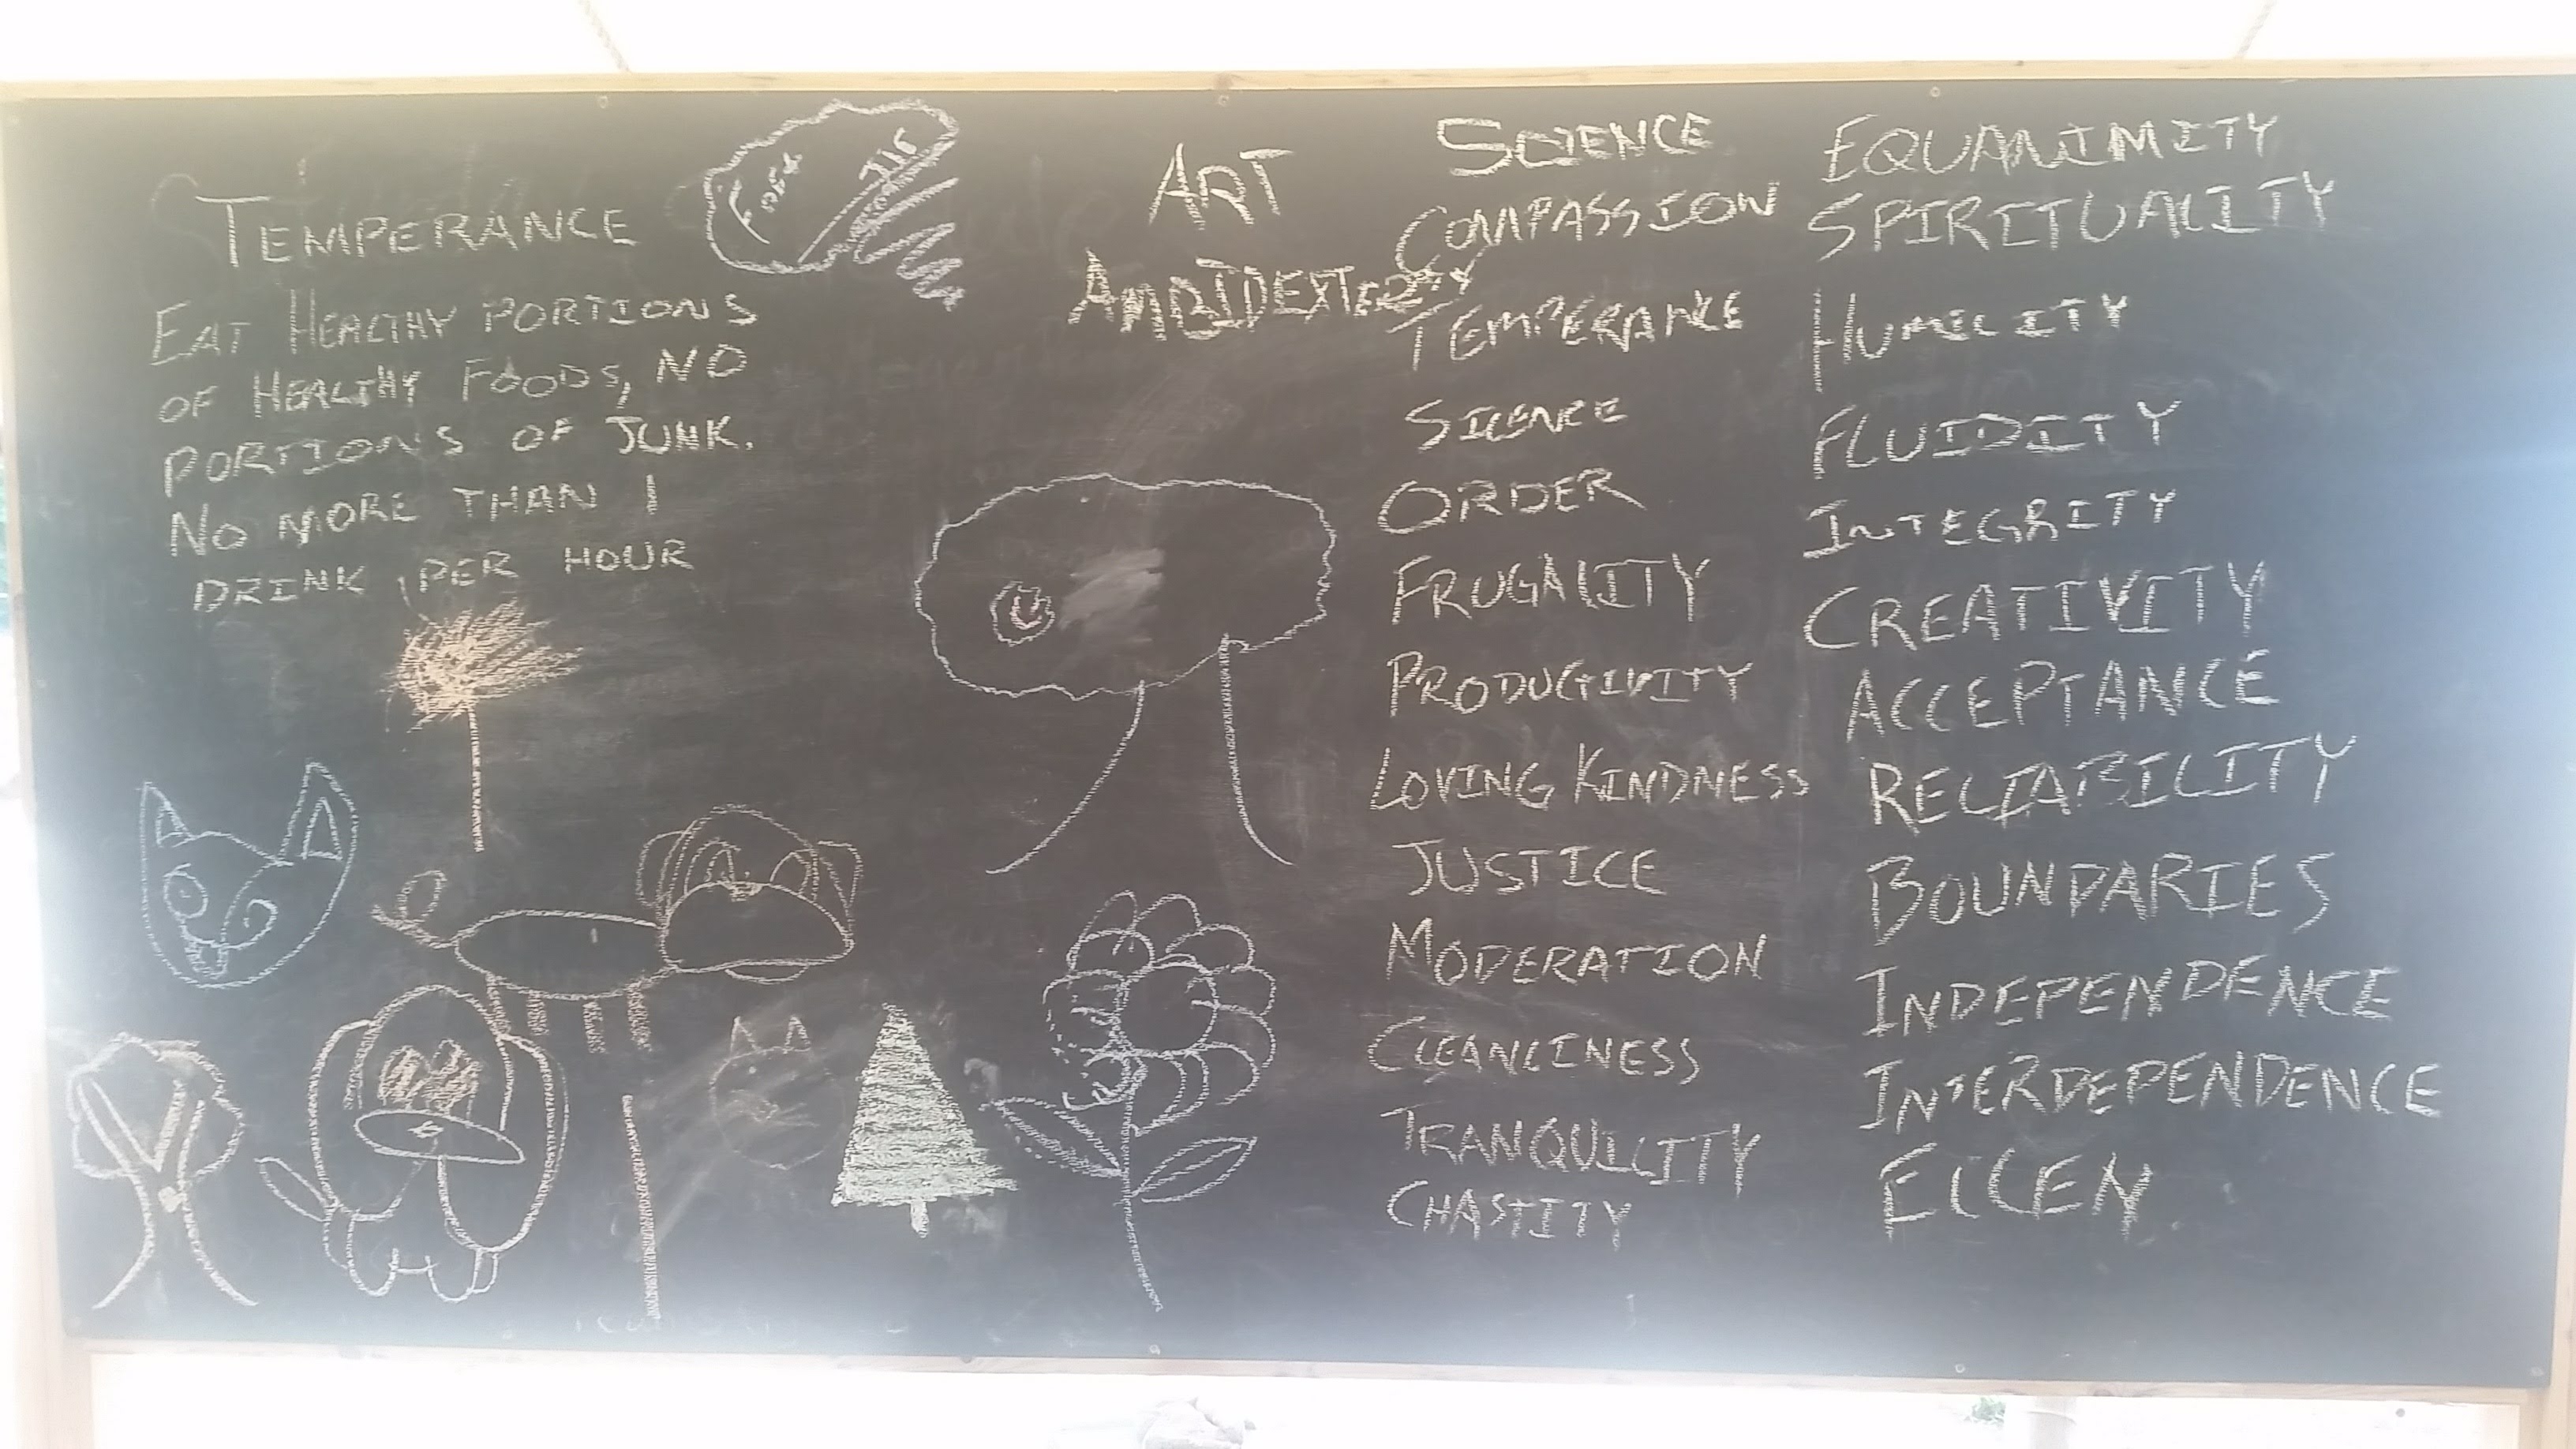 TEMPERANCE
EAT HEALTHY PORTIONS
OF HEALTHY FOODS, NO
PORTIONS OF JUNK.
NO MORE THAN 1
DRINK PER HOUR
ART
AMBIDEXTERITY
SCIENCE
COMPASSION
TEMPERANCE
SILENCE
ORDER
FRUGALITY
PRODUCTIVITY
LOVING KINDNESS
JUSTICE
MODERATION
CLEANLINESS
TRANQUILITY
CHASTITY
EQUANIMITY
SPIRITUALITY
HUMILITY
FLUIDITY
INTEGRITY
CREATIVITY
ACCEPTANCE
RELIABILITY
BOUNDARIES
INDEPENDENCE
INTERDEPENDENCE